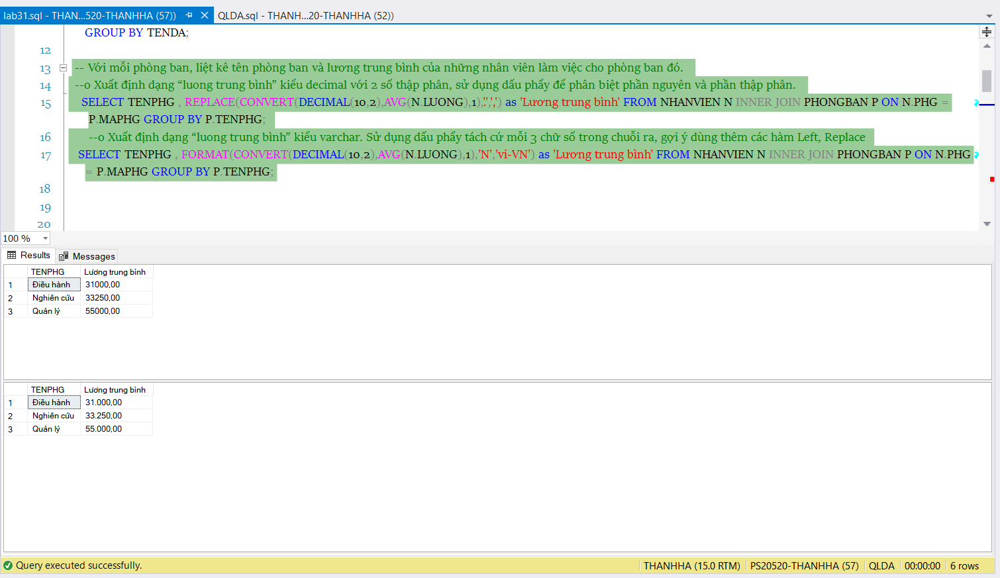 lab31.sql - THAN...520-THANHHA (57))
QLDA.sql - THANH...20-THANHHA (52))
GROUP BY TENDA;
12
13 -- Với mỗi phòng ban, liệt kê tên phòng ban và lương trung bình của những nhân viên làm việc cho phòng ban đó.
14 --o Xuất định dạng “luong trung bình” kiểu decimal với 2 số thập phân, sử dụng dấu phẩy để phân biệt phần nguyên và phần thập phân.
15 SELECT TENPHG , REPLACE(CONVERT(DECIMAL(10,2),AVG(N.LUONG),1),'.',',') as 'Lương trung bình' FROM NHANVIEN N INNER JOIN PHONGBAN P ON N.PHG =
P.MAPHG GROUP BY P.TENPHG;
16 --o Xuất định dạng “luong trung bình” kiểu varchar. Sử dụng dấu phẩy tách cứ mỗi 3 chữ số trong chuỗi ra, gợi ý dùng thêm các hàm Left, Replace
17 SELECT TENPHG , FORMAT(CONVERT(DECIMAL(10,2),AVG(N.LUONG),1),'N','vi-VN') as 'Lương trung bình' FROM NHANVIEN N INNER JOIN PHONGBAN P ON N.PHG
= P.MAPHG GROUP BY P.TENPHG;
18
19
20
100 %
Results Messages
TENPHG Lương trung bình
1 Điều hành 31000,00
2 Nghiên cứu 33250,00
3 Quản lý 55000,00
TENPHG Lương trung bình
1 Điều hành 31.000,00
2 Nghiên cứu 33.250,00
3 Quản lý 55.000,00
Query executed successfully.
THANHHA (15.0 RTM) PS20520-THANHHA (57) QLDA 00:00:00 6 rows